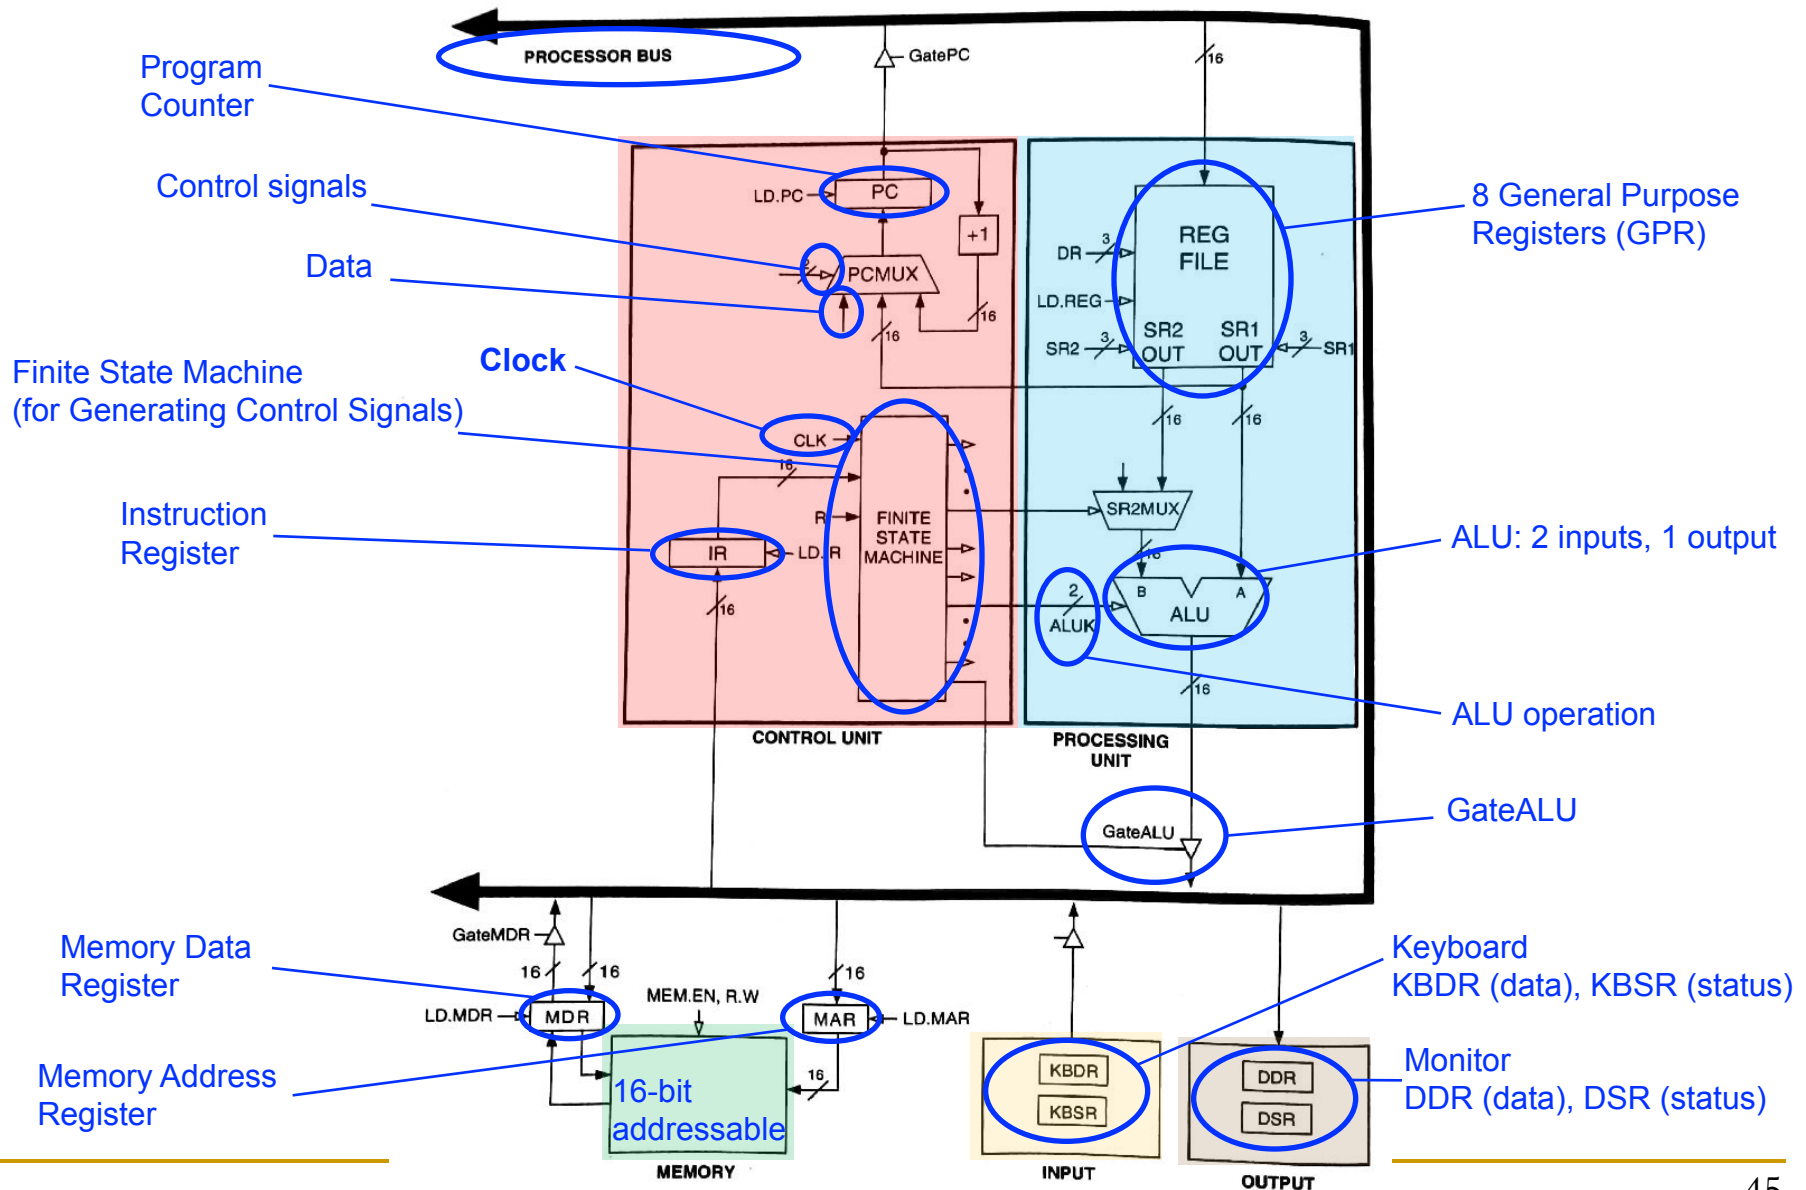 PROCESSOR BUS
GatePC
16
Program
Counter
Control signals
LD.PC
PC
+1
Data
2
PCMUX
16
16
REG
FILE
DR
3
LD.REG
SR2
3
SR2
OUT
SR1
OUT
3
SR1
8 General Purpose
Registers (GPR)
Finite State Machine
(for Generating Control Signals)
Clock
CLK
16
16
16
Instruction
Register
R
IR
LD.IR
16
FINITE
STATE
MACHINE
SR2MUX
16
ALU: 2 inputs, 1 output
2
ALUK
B
A
ALU
16
ALU operation
CONTROL UNIT
PROCESSING
UNIT
GateALU
GateALU
Memory Data
Register
GateMDR
16
16
LD.MDR
MDR
MEM.EN, R.W
16
MAR
LD.MAR
16
Memory Address
Register
16-bit
addressable
MEMORY
Keyboard
KBDR (data), KBSR (status)
KBDR
KBSR
INPUT
Monitor
DDR (data), DSR (status)
DDR
DSR
OUTPUT
45